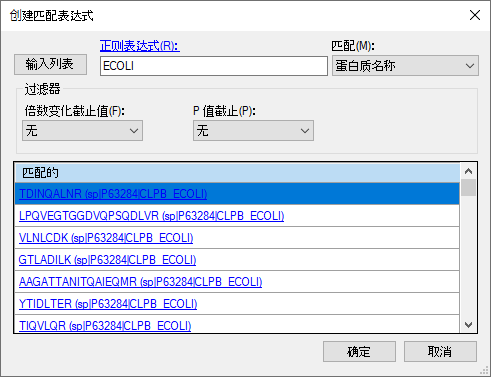 创建匹配表达式
正则表达式(R):
匹配(M):
输入列表
ECOLI
蛋白质名称
过滤器
倍数变化截止值(F):
P 值截止(P):
无
无
匹配的
TDINQALNR (sp|P63284|CLPB_ECOLI)
LPQVEGTGGDVQPSQDLVR (sp|P63284|CLPB_ECOLI)
VLNLCDK (sp|P63284|CLPB_ECOLI)
GTLADILK (sp|P63284|CLPB_ECOLI)
AAGATTANITQAIEQMR (sp|P63284|CLPB_ECOLI)
YTIDLTER (sp|P63284|CLPB_ECOLI)
TIQVLQR (sp|P63284|CLPB_ECOLI)
确定
取消